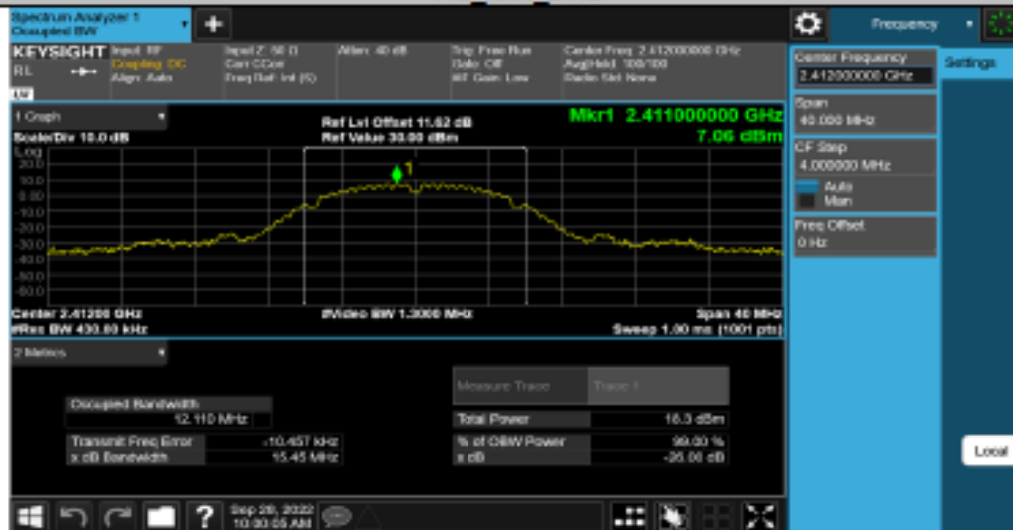 Spectrum Analyzer 1
Occupied BW
Frequency
KEYSIGHT
Input: RF
Input Z: 50 Ω
Atten: 40 dB
Trig: Free Run
Center Freq: 2.412000000 GHz
RL
Coupling: DC
Corr CCorr
Gate: Off
Avg|Hold: 100/100
Align: Auto
Freq Ref: Int (S)
#IF Gain: Low
Radio Std: None
1 Graph
Ref Lvl Offset 11.62 dB
Mkr1 2.411000000 GHz
Scale/Div 10.0 dB
Ref Value 30.00 dBm
7.06 dBm
Log
20.0
10.0
0.00
-10.0
-20.0
-30.0
-40.0
-50.0
-60.0
1
Center 2.41200 GHz
#Video BW 1.3000 MHz
Span 40 MHz
#Res BW 430.00 kHz
Sweep 1.00 ms (1001 pts)
2 Metrics
Measure Trace
Trace 1
Occupied Bandwidth
12.110 MHz
Total Power
18.3 dBm
Transmit Freq Error
-10.457 kHz
% of OBW Power
99.00 %
x dB Bandwidth
15.45 MHz
x dB
-26.00 dB
Center Frequency
2.412000000 GHz
Settings
Span
40.000 MHz
CF Step
4.000000 MHz
Auto
Man
Freq Offset
0 Hz
Local
?
Sep 28, 2022
10:00:05 AM